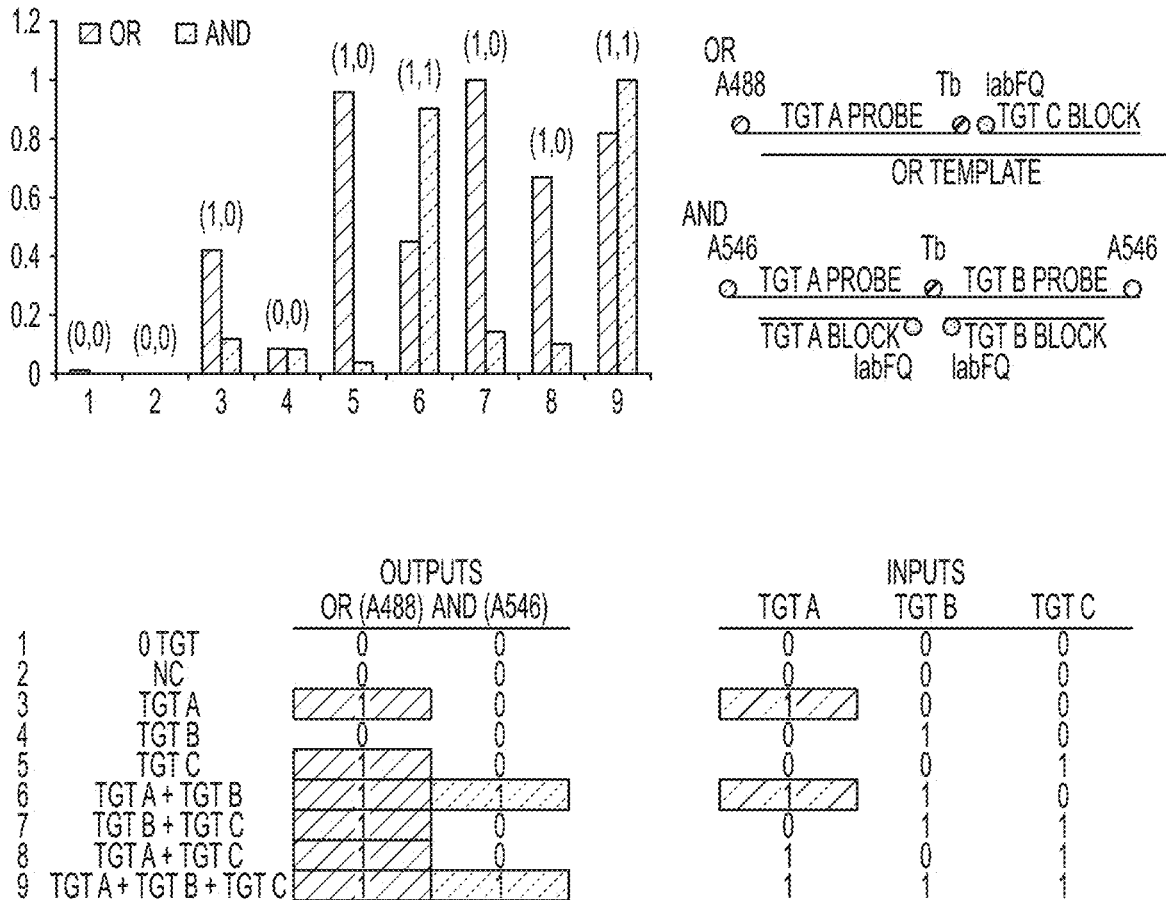 1.2
1
0.8
0.6
0.4
0.2
0
OR AND
(0,0)
(0,0)
(1,0)
(0,0)
(1,0)
(1,1)
(1,0)
(1,0)
(1,1)
1 2 3 4 5 6 7 8 9
OR
A488 Tb IabFQ
TGT A PROBE TGT C BLOCK
OR TEMPLATE
AND
A546 Tb A546
TGT A PROBE TGT B PROBE
TGT A BLOCK TGT B BLOCK
IabFQ IabFQ
OUTPUTS INPUTS
OR (A488) AND (A546) TGT A TGT B TGT C
1 0 TGT 0 0 0 0 0
2 NC 0 0 0 0 0
3 TGT A 1 0 1 0 0
4 TGT B 0 0 0 1 0
5 TGT C 1 0 0 0 1
6 TGT A + TGT B 1 1 1 1 0
7 TGT B + TGT C 1 0 0 1 1
8 TGT A + TGT C 1 0 1 0 1
9 TGT A + TGT B + TGT C 1 1 1 1 1